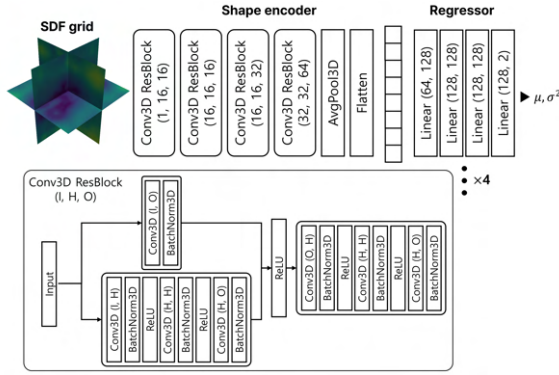 Shape encoder
Regressor
SDF grid
Conv3D ResBlock
(1, 16, 16)
Conv3D ResBlock
(16, 16, 16)
Conv3D ResBlock
(16, 16, 32)
Conv3D ResBlock
(32, 32, 64)
AvgPool3D
Flatten
Linear (64, 128)
Linear (128, 128)
Linear (128, 128)
Linear (128, 2)
μ, σ²
×4
Conv3D ResBlock
(I, H, O)
Input
Conv3D (I, O)
BatchNorm3D
Conv3D (I, H)
BatchNorm3D
ReLU
Conv3D (H, H)
BatchNorm3D
ReLU
Conv3D (H, O)
BatchNorm3D
ReLU
Conv3D (O, H)
BatchNorm3D
ReLU
Conv3D (H, H)
BatchNorm3D
ReLU
Conv3D (H, O)
BatchNorm3D